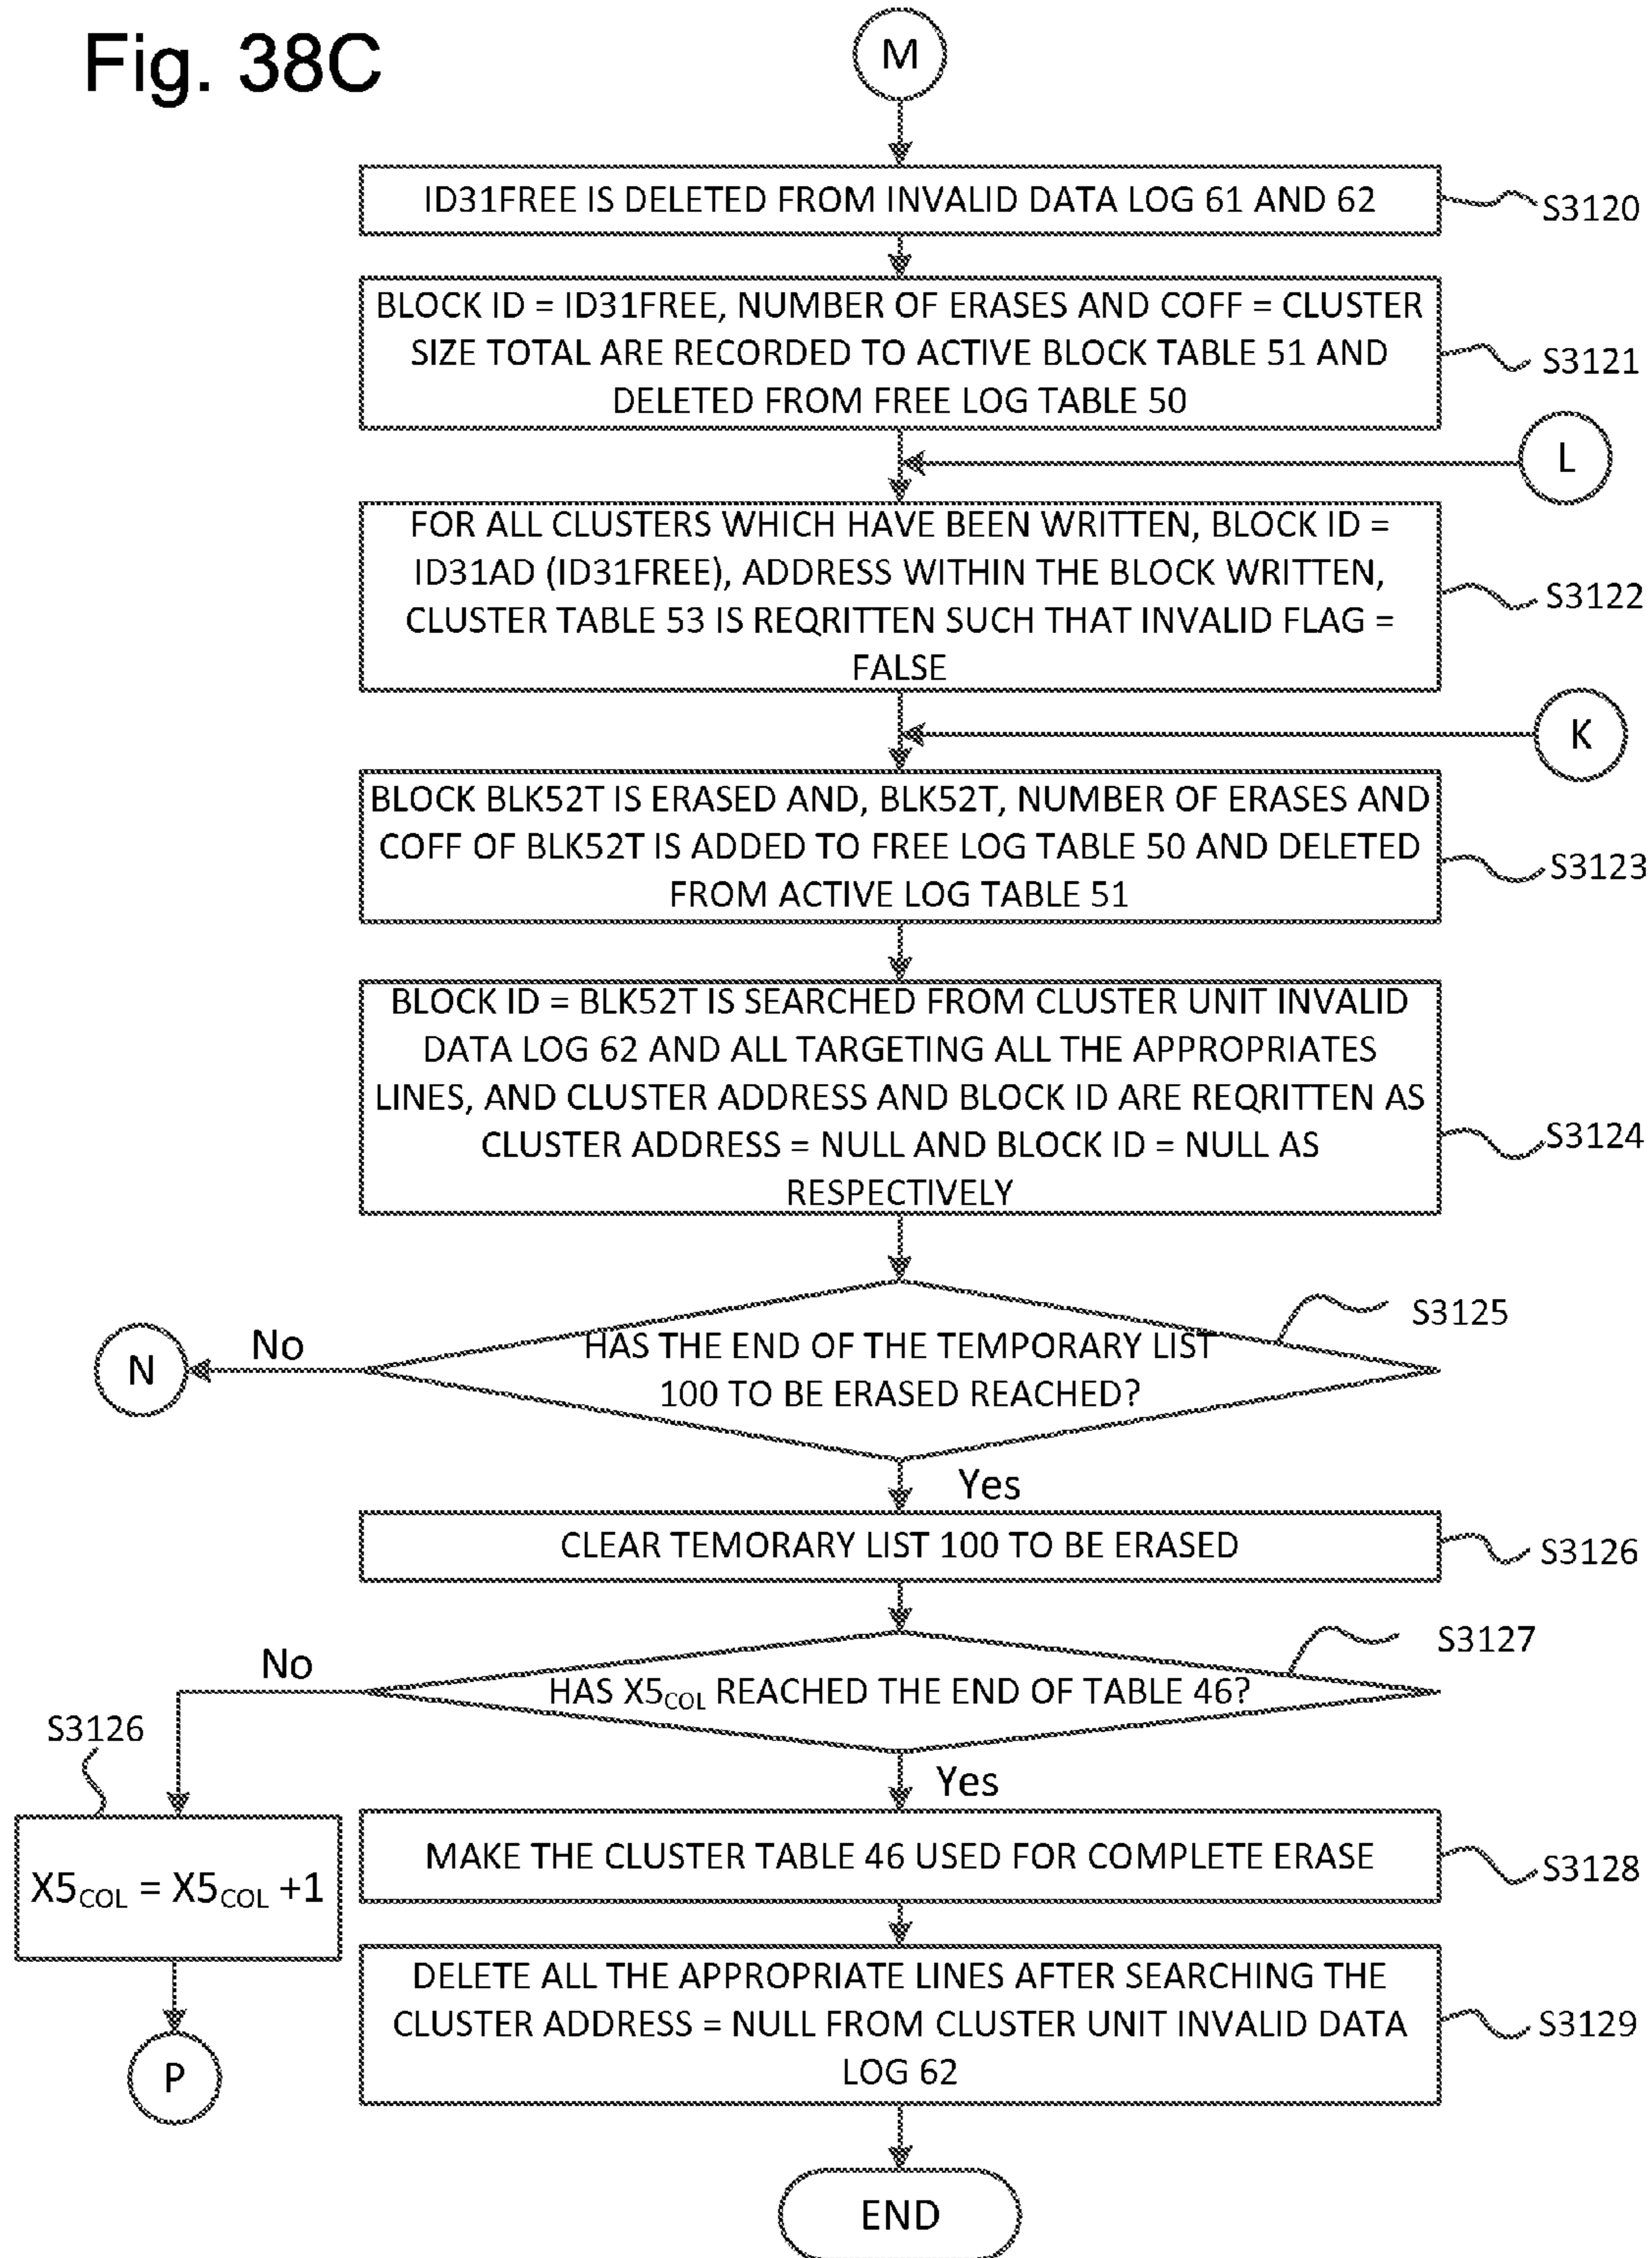 Fig. 38C
M
ID31FREE IS DELETED FROM INVALID DATA LOG 61 AND 62
S3120
BLOCK ID = ID31FREE, NUMBER OF ERASES AND COFF = CLUSTER
SIZE TOTAL ARE RECORDED TO ACTIVE BLOCK TABLE 51 AND
DELETED FROM FREE LOG TABLE 50
S3121
L
FOR ALL CLUSTERS WHICH HAVE BEEN WRITTEN, BLOCK ID =
ID31AD (ID31FREE), ADDRESS WITHIN THE BLOCK WRITTEN,
CLUSTER TABLE 53 IS REQRITTEN SUCH THAT INVALID FLAG =
FALSE
S3122
K
BLOCK BLK52T IS ERASED AND, BLK52T, NUMBER OF ERASES AND
COFF OF BLK52T IS ADDED TO FREE LOG TABLE 50 AND DELETED
FROM ACTIVE LOG TABLE 51
S3123
BLOCK ID = BLK52T IS SEARCHED FROM CLUSTER UNIT INVALID
DATA LOG 62 AND ALL TARGETING ALL THE APPROPRIATES
LINES, AND CLUSTER ADDRESS AND BLOCK ID ARE REQRITTEN AS
CLUSTER ADDRESS = NULL AND BLOCK ID = NULL AS
RESPECTIVELY
S3124
S3125
N
No
HAS THE END OF THE TEMPORARY LIST
100 TO BE ERASED REACHED?
Yes
CLEAR TEMORARY LIST 100 TO BE ERASED
S3126
S3127
No
HAS X5COL REACHED THE END OF TABLE 46?
S3126
Yes
X5COL = X5COL +1
MAKE THE CLUSTER TABLE 46 USED FOR COMPLETE ERASE
S3128
DELETE ALL THE APPROPRIATE LINES AFTER SEARCHING THE
CLUSTER ADDRESS = NULL FROM CLUSTER UNIT INVALID DATA
LOG 62
S3129
P
END